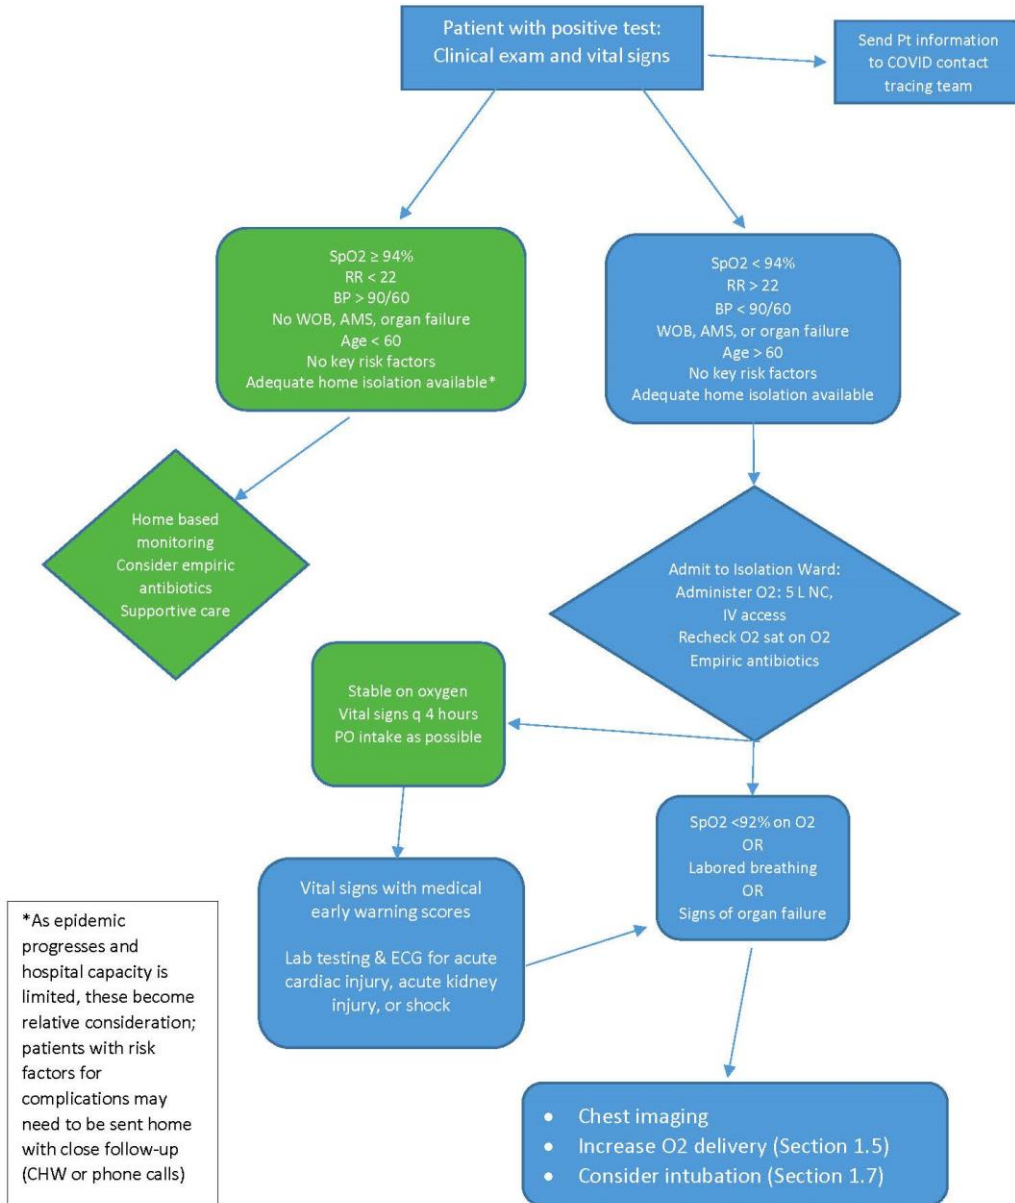 Patient with positive test:
Clinical exam and vital signs
Send Pt information
to COVID contact
tracing team
SpO2 ≥ 94%
RR < 22
BP > 90/60
No WOB, AMS, organ failure
Age < 60
No key risk factors
Adequate home isolation available*
SpO2 < 94%
RR > 22
BP < 90/60
WOB, AMS, or organ failure
Age > 60
No key risk factors
Adequate home isolation available
Home based
monitoring
Consider empiric
antibiotics
Supportive care
Admit to Isolation Ward:
Administer O2: 5 L NC,
IV access
Recheck O2 sat on O2
Empiric antibiotics
Stable on oxygen
Vital signs q 4 hours
PO intake as possible
SpO2 <92% on O2
OR
Labored breathing
OR
Signs of organ failure
Vital signs with medical
early warning scores
Lab testing & ECG for acute
cardiac injury, acute kidney
injury, or shock
*As epidemic
progresses and
hospital capacity is
limited, these become
relative consideration;
patients with risk
factors for
complications may
need to be sent home
with close follow-up
(CHW or phone calls)
• Chest imaging
• Increase O2 delivery (Section 1.5)
• Consider intubation (Section 1.7)